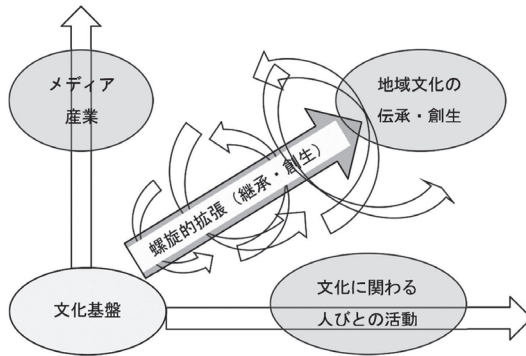 メディア
産業
地域文化の
伝承・創生
螺旋的拡張（継承・創生）
文化基盤
文化に関わる
人びとの活動